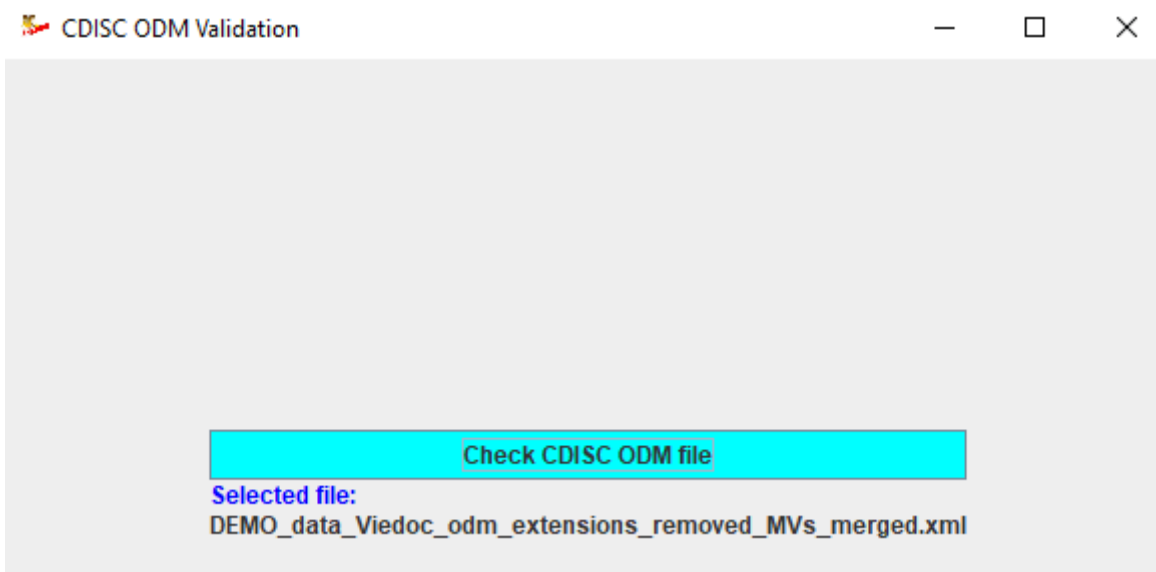 CDISC ODM Validation
Check CDISC ODM file
Selected file:
DEMO_data_Viedoc_odm_extensions_removed_MVs_merged.xml